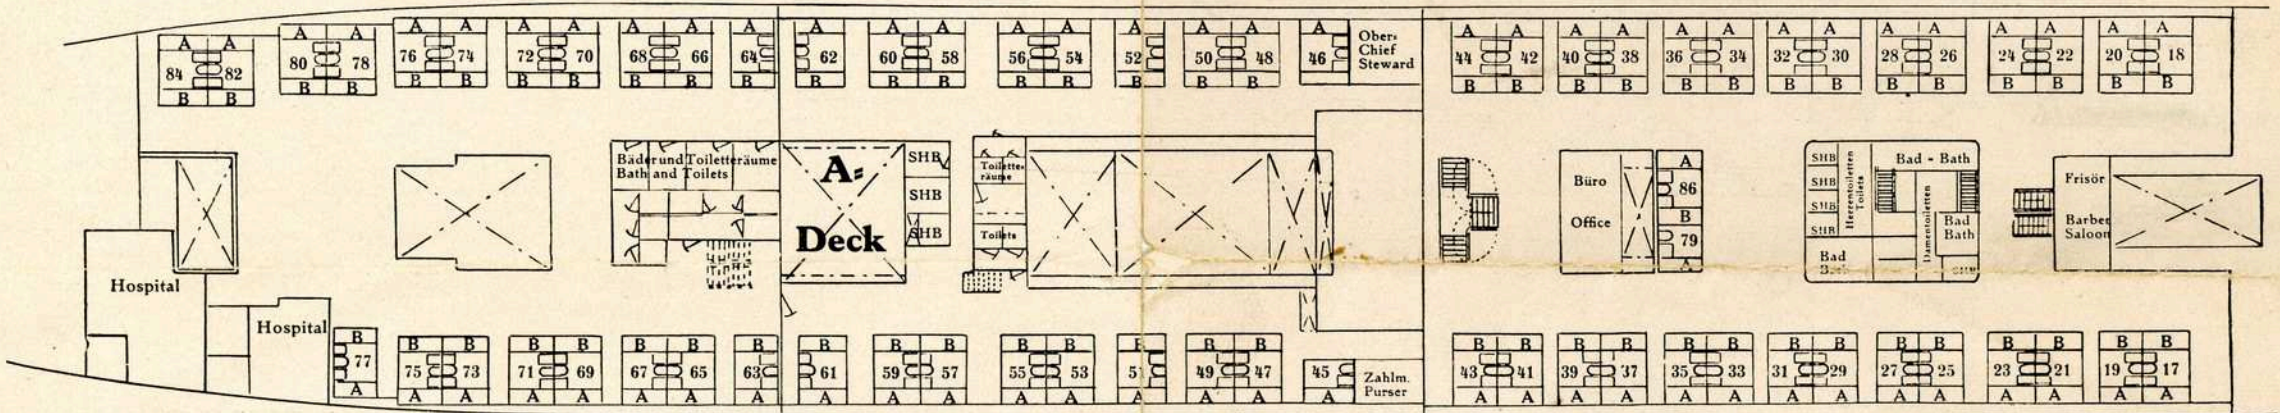 A A A A A A A A A A A A A A A A A A A Ober=
Chief
Steward
84 82 80 78 76 74 72 70 68 66 64 62 60 58 56 54 52 50 48 46
B B B B B B B B B B B B B B B B B B B B
A A A A A A A A A A A A A A
44 42 40 38 36 34 32 30 28 26 24 22 20 18
B B B B B B B B B B B B B B
Bäder und Toiletteräume
Bath and Toilets
A=
Deck
SHB
SHB
SHB
Toilette=
räume
Toilets
Büro
Office
A
86
B
79
A
SHB
SHB
SHB
SHB
Herrentoiletten
Toilets
Bad - Bath
Damentoiletten
Bad
Bath
Bad
SHB
Frisör
Barber
Saloon
Hospital
Hospital
B
77
A
B B B B B B B B B B B B B B B B
75 73 71 69 67 65 63 61 59 57 55 53 51 49 47 45
A A A A A A A A A A A A A A A A
Zahlm.
Purser
B B B B B B B B B B B B B B
43 41 39 37 35 33 31 29 27 25 23 21 19 17
A A A A A A A A A A A A A A